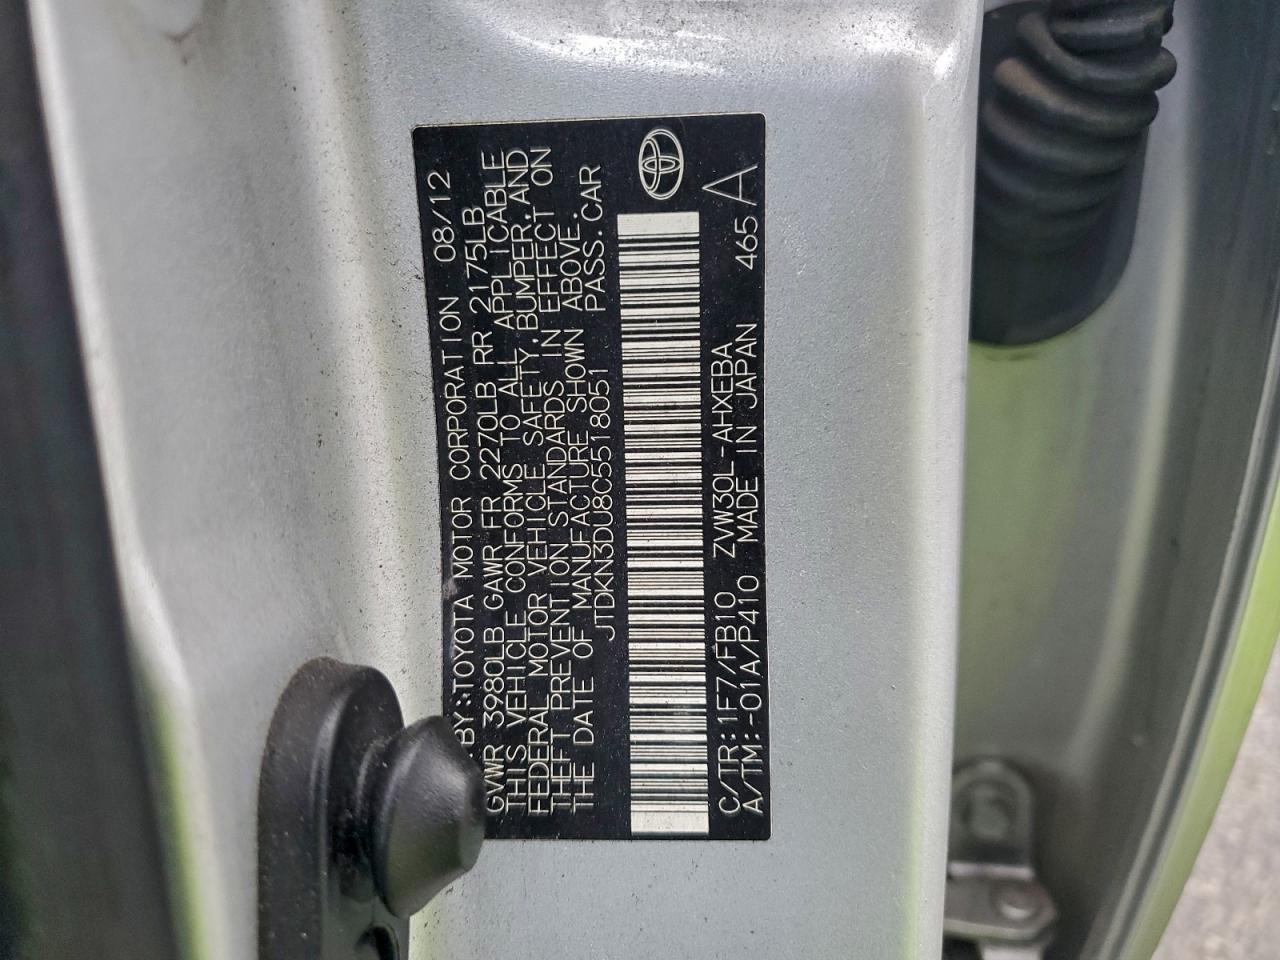 BY:TOYOTA MOTOR CORPORATION 08/12
GVWR 3980LB GAWR FR 2270LB RR 2175LB
THIS VEHICLE CONFORMS TO ALL APPLICABLE
FEDERAL MOTOR VEHICLE SAFETY, BUMPER, AND
THEFT PREVENTION STANDARDS IN EFFECT ON
THE DATE OF MANUFACTURE SHOWN ABOVE.
JTDKN3DU8C5518051 PASS.CAR
C/TR:1F7/FB10 ZVW30L-AHXEBA A
A/TM:-01A/P410 MADE IN JAPAN 465